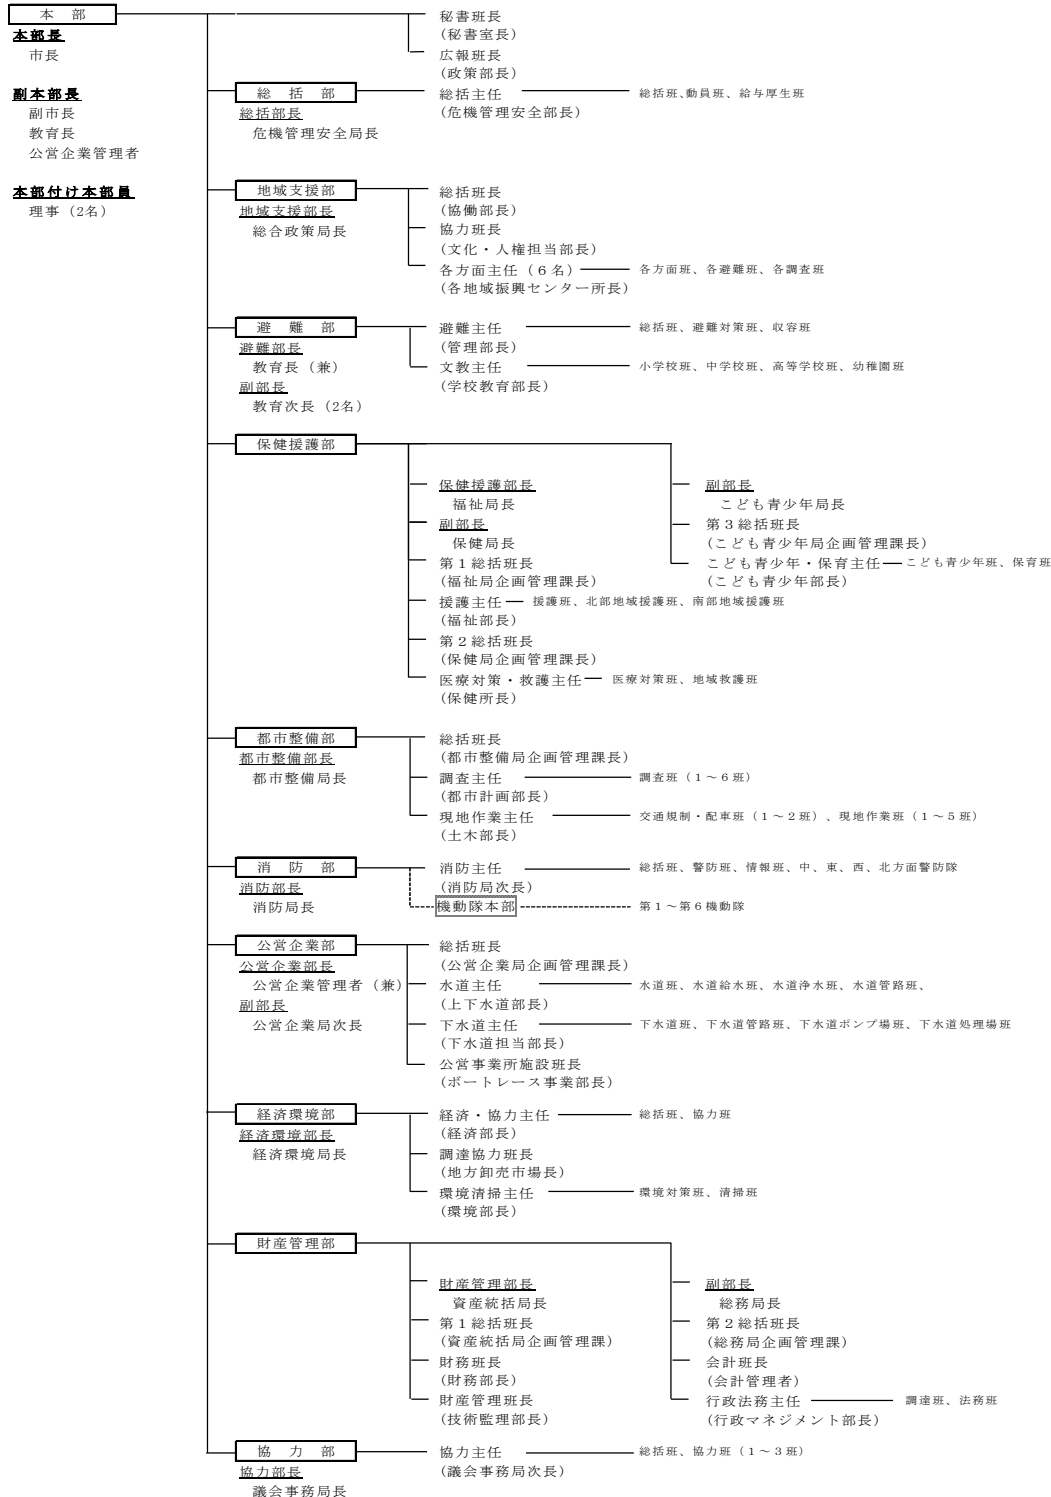 本　部
本部長
市長
副本部長
副市長
教育長
公営企業管理者
本部付け本部員
理事（2名）
秘書班長
(秘書室長)
広報班長
(政策部長)
総　括　部
総括部長
危機管理安全局長
総括主任
(危機管理安全部長)
総括班、動員班、給与厚生班
地域支援部
地域支援部長
総合政策局長
総括班長
(協働部長)
協力班長
(文化・人権担当部長)
各方面主任（６名）
(各地域振興センター所長)
各方面班、各避難班、各調査班
避　難　部
避難部長
教育長（兼）
副部長
教育次長（2名）
避難主任
(管理部長)
総括班、避難対策班、収容班
文教主任
(学校教育部長)
小学校班、中学校班、高等学校班、幼稚園班
保健援護部
保健援護部長
福祉局長
副部長
保健局長
第１総括班長
(福祉局企画管理課長)
援護主任
(福祉部長)
援護班、北部地域援護班、南部地域援護班
第２総括班長
(保健局企画管理課長)
医療対策・救護主任
(保健所長)
医療対策班、地域救護班
副部長
こども青少年局長
第３総括班長
(こども青少年局企画管理課長)
こども青少年・保育主任
(こども青少年部長)
こども青少年班、保育班
都市整備部
都市整備部長
都市整備局長
総括班長
(都市整備局企画管理課長)
調査主任
(都市計画部長)
調査班（１～６班）
現地作業主任
(土木部長)
交通規制・配車班（１～２班）、現地作業班（１～５班）
消　防　部
消防部長
消防局長
消防主任
(消防局次長)
総括班、警防班、情報班、中、東、西、北方面警防隊
機動隊本部
第１～第６機動隊
公営企業部
公営企業部長
公営企業管理者（兼）
副部長
公営企業局次長
総括班長
(公営企業局企画管理課長)
水道主任
(上下水道部長)
水道班、水道給水班、水道浄水班、水道管路班、
下水道主任
(下水道担当部長)
下水道班、下水道管路班、下水道ポンプ場班、下水道処理場班
公営事業所施設班長
(ボートレース事業部長)
経済環境部
経済環境部長
経済環境局長
経済・協力主任
(経済部長)
総括班、協力班
調達協力班長
(地方卸売市場長)
環境清掃主任
(環境部長)
環境対策班、清掃班
財産管理部
財産管理部長
資産統括局長
第１総括班長
(資産統括局企画管理課)
財務班長
(財務部長)
財産管理班長
(技術監理部長)
副部長
総務局長
第２総括班長
(総務局企画管理課)
会計班長
(会計管理者)
行政法務主任
(行政マネジメント部長)
調達班、法務班
協　力　部
協力部長
議会事務局長
協力主任
(議会事務局次長)
総括班、協力班（１～３班）